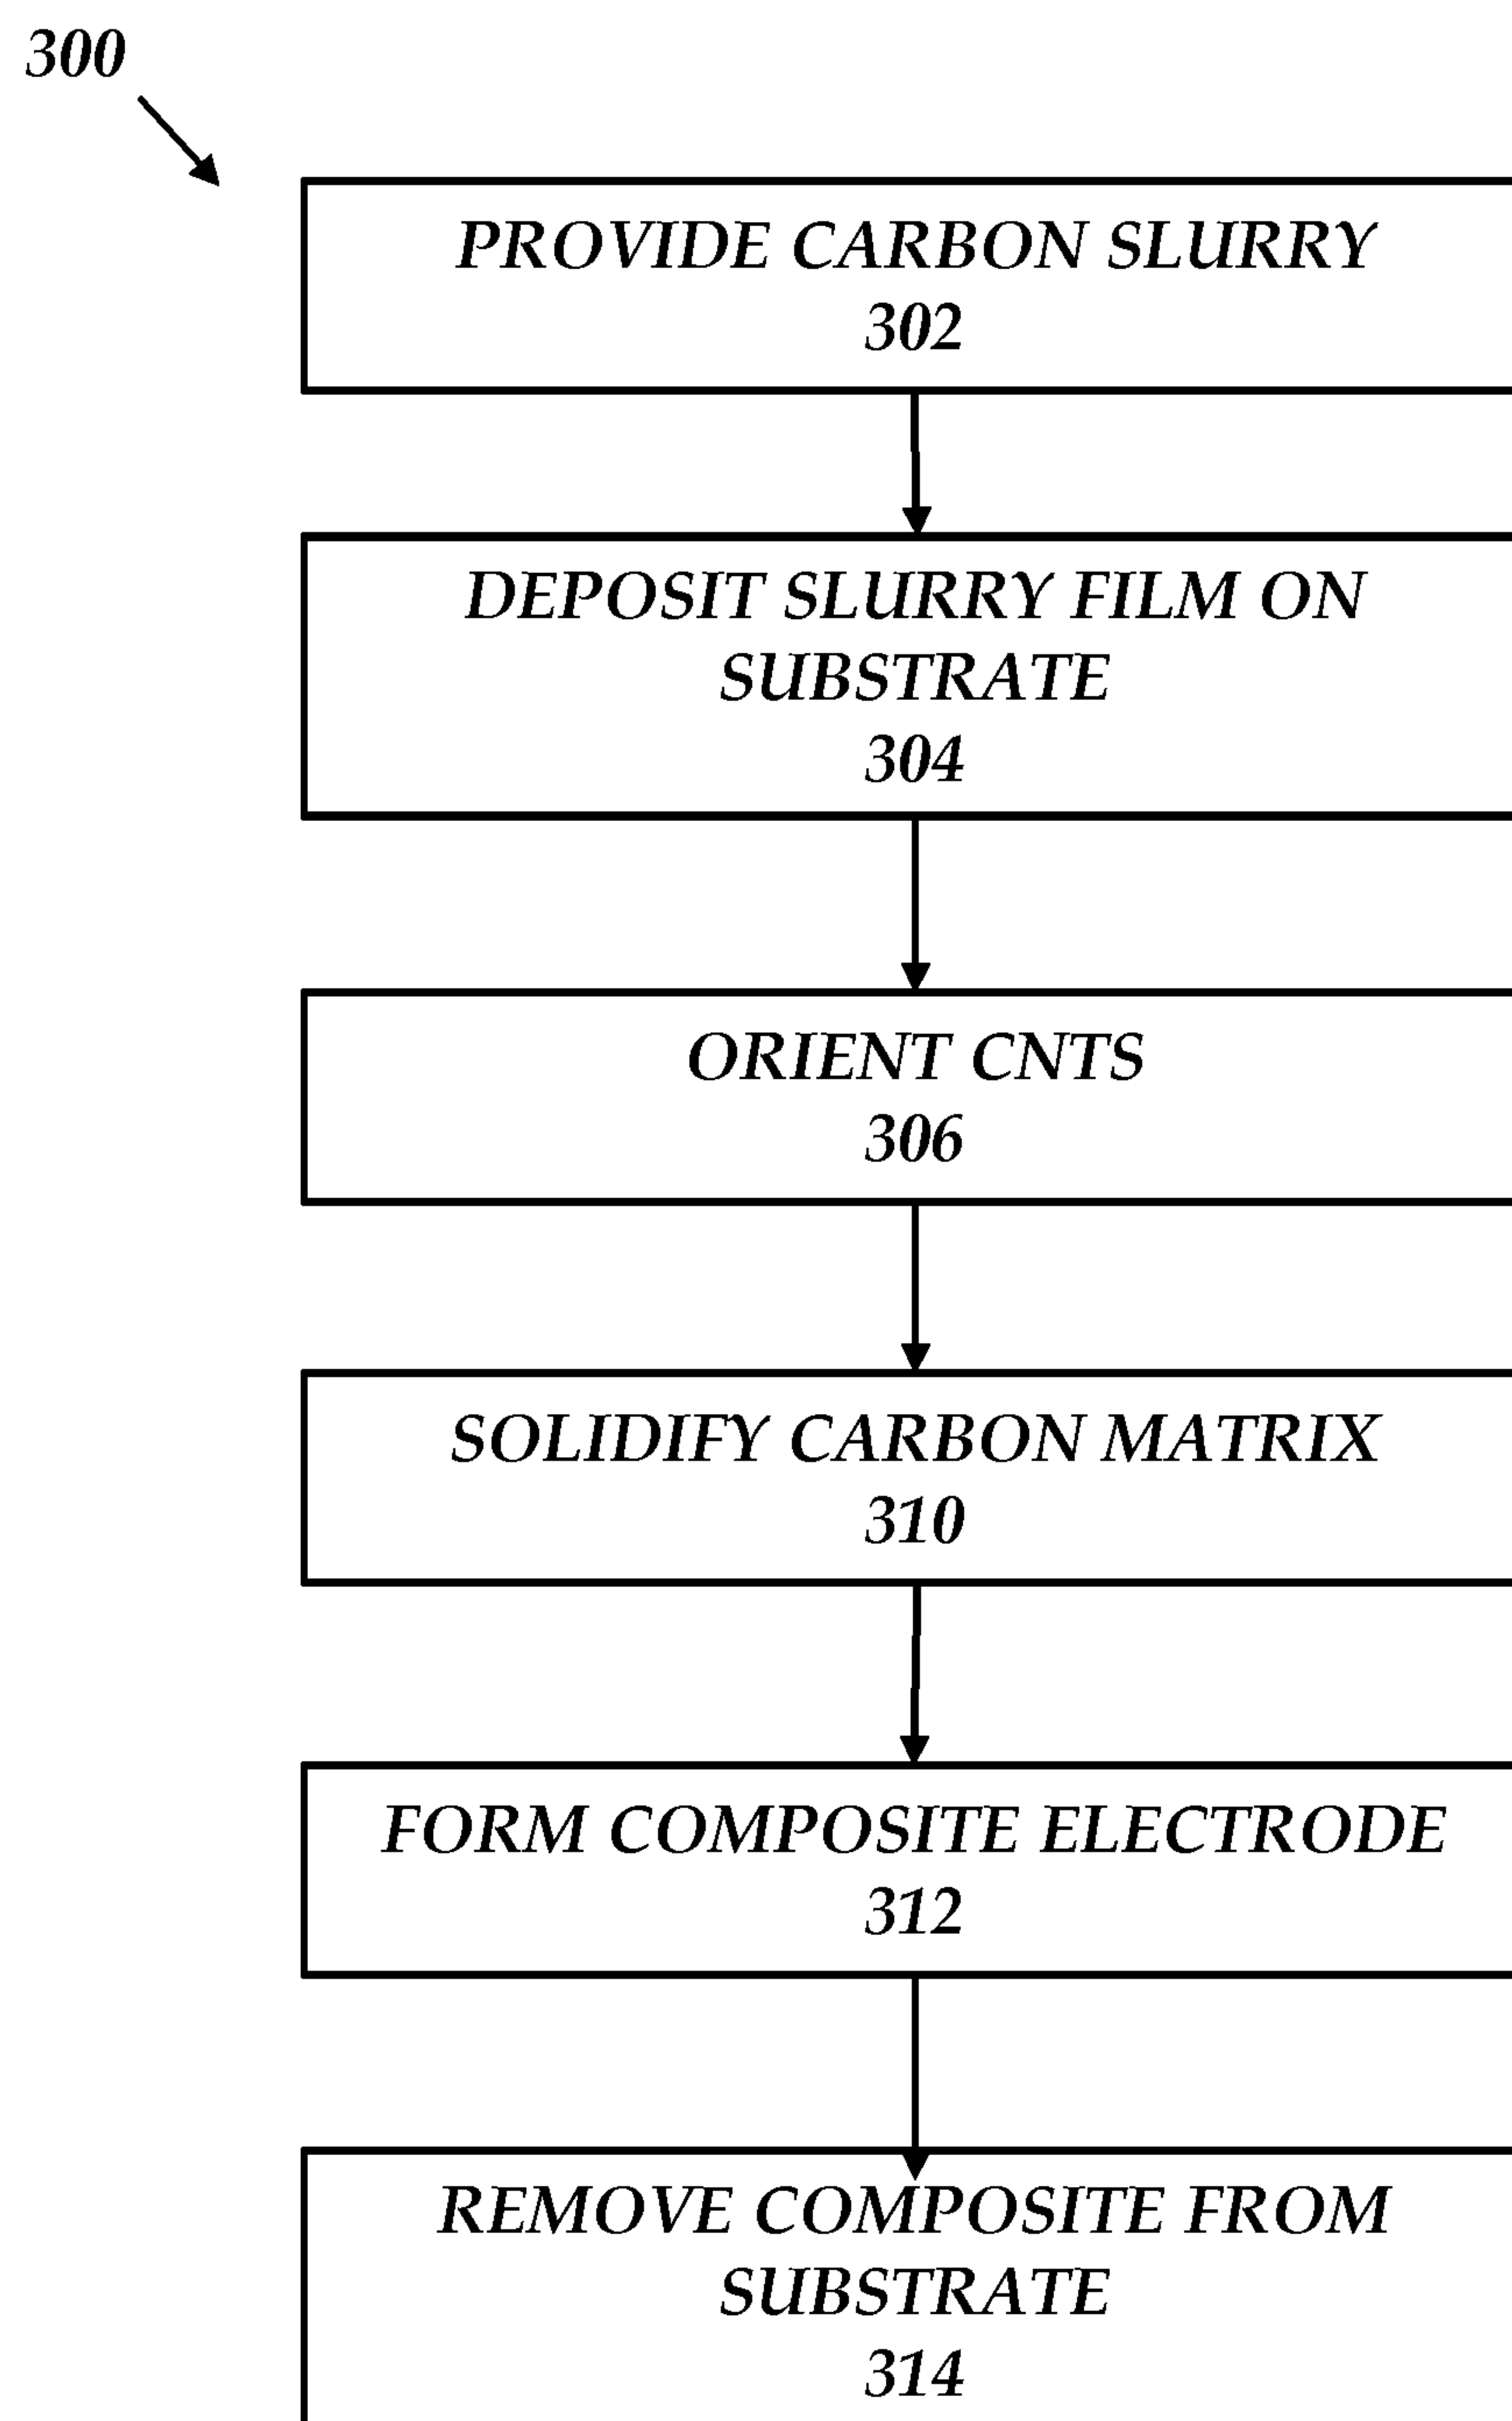 300
PROVIDE CARBON SLURRY
302
DEPOSIT SLURRY FILM ON
SUBSTRATE
304
ORIENT CNTS
306
SOLIDIFY CARBON MATRIX
310
FORM COMPOSITE ELECTRODE
312
REMOVE COMPOSITE FROM
SUBSTRATE
314